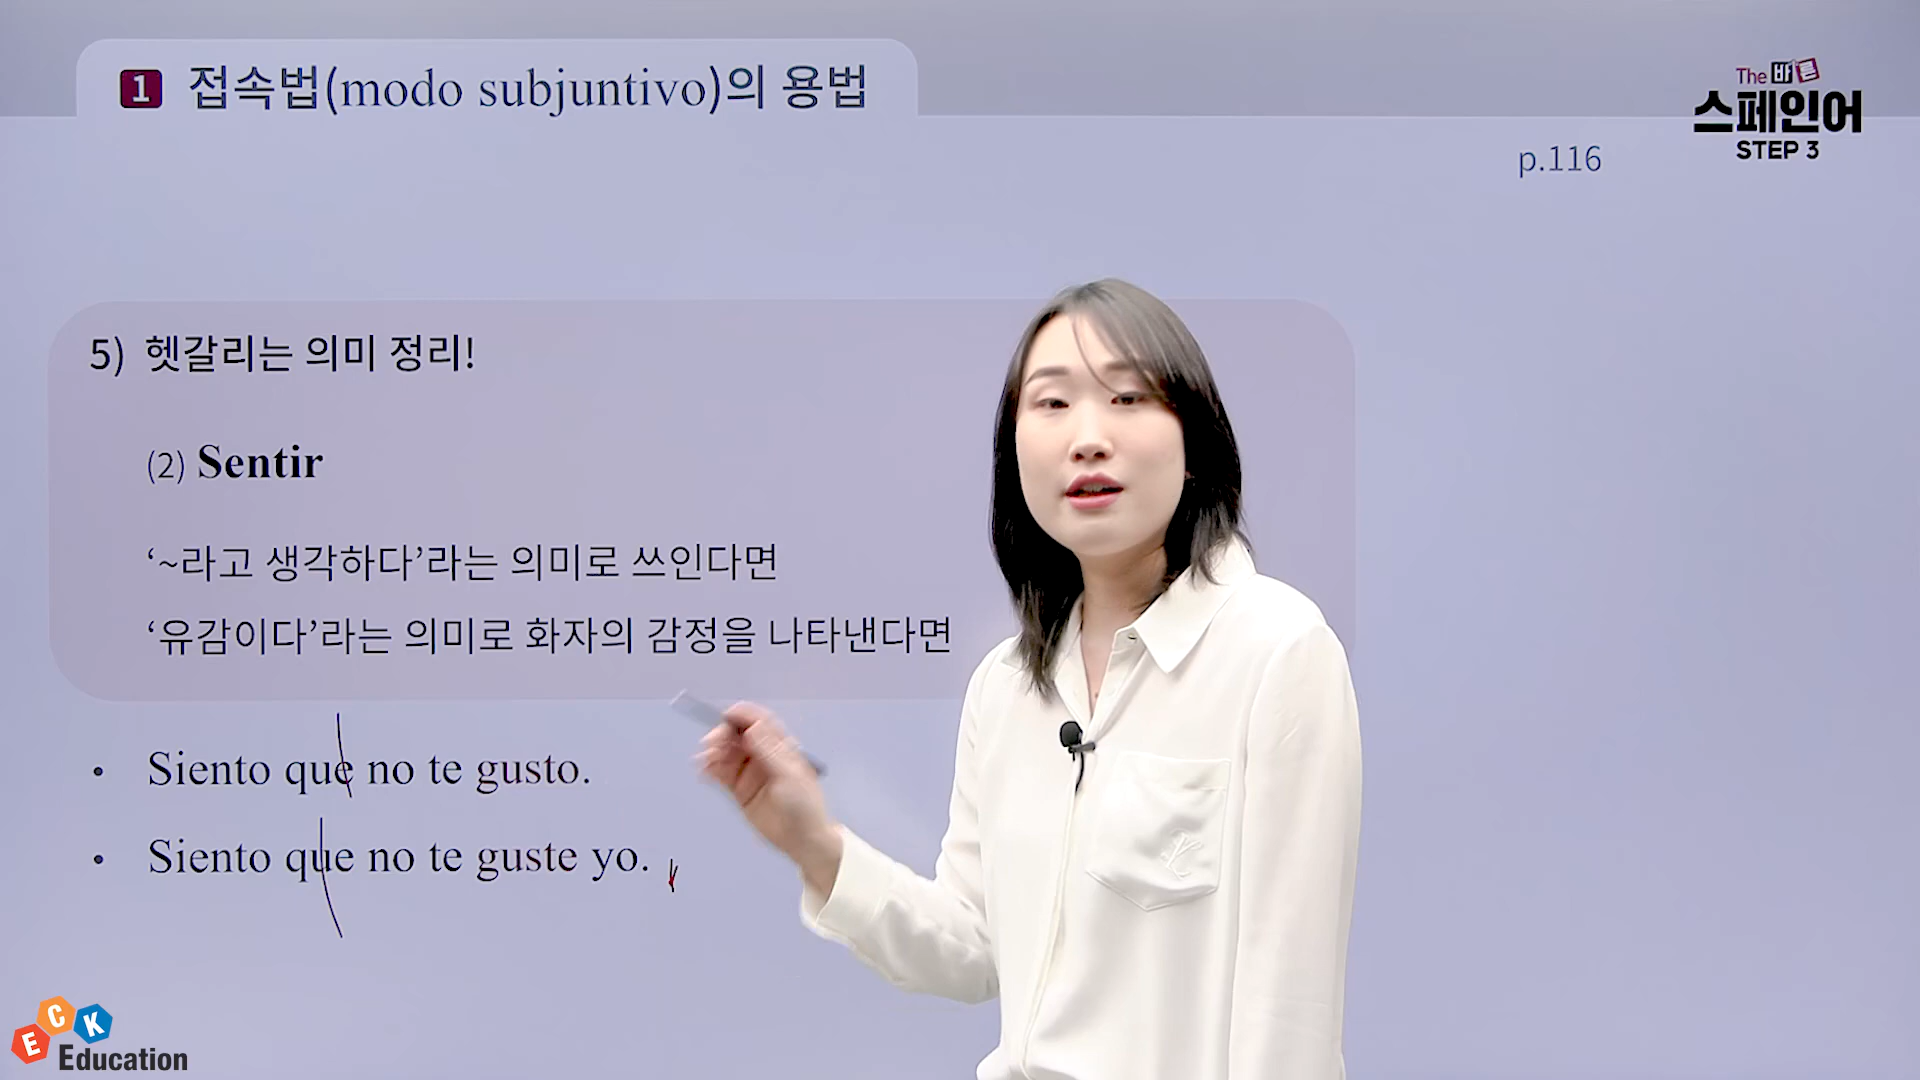 1 접속법(modo subjuntivo)의 용법
The 바른
스페인어
STEP 3
p.116
5) 헷갈리는 의미 정리!
(2) Sentir
‘~라고 생각하다’라는 의미로 쓰인다면
‘유감이다’라는 의미로 화자의 감정을 나타낸다면
• Siento que no te gusto.
• Siento que no te guste yo.
ECK
Education